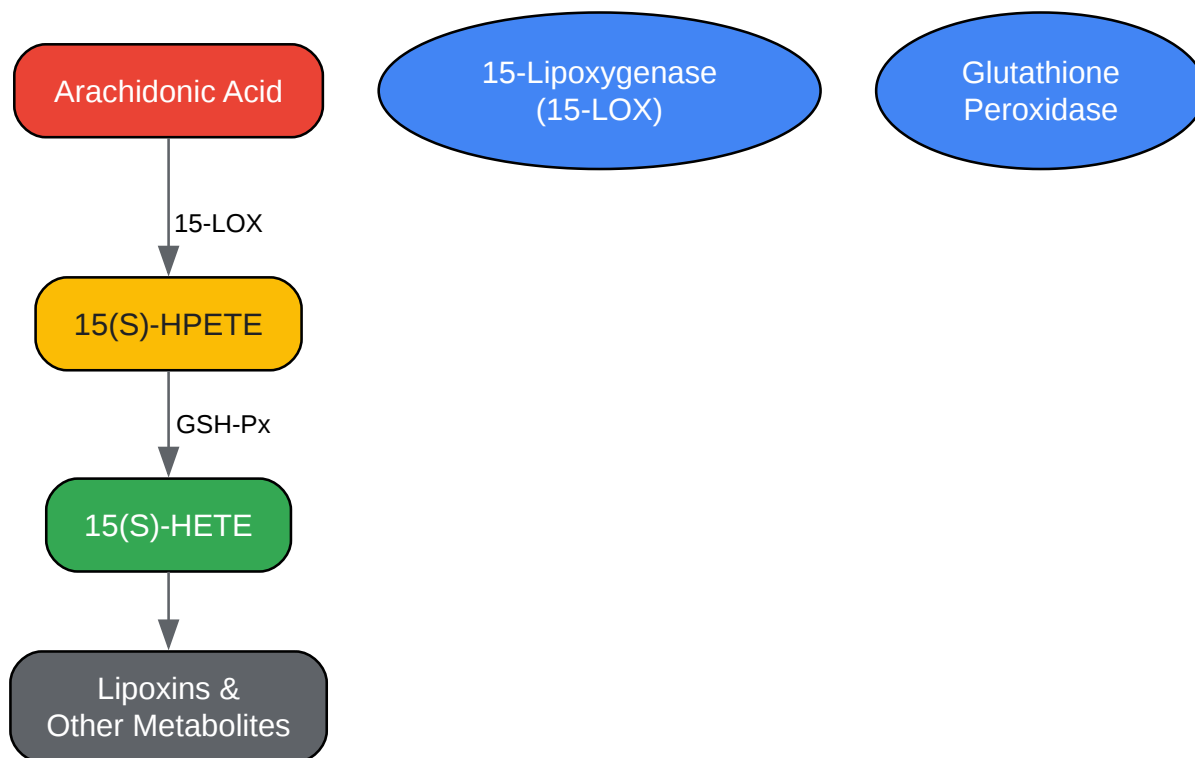 Arachidonic Acid
15-Lipoxygenase
(15-LOX)
Glutathione
Peroxidase
15-LOX
15(S)-HPETE
GSH-Px
15(S)-HETE
Lipoxins &
Other Metabolites